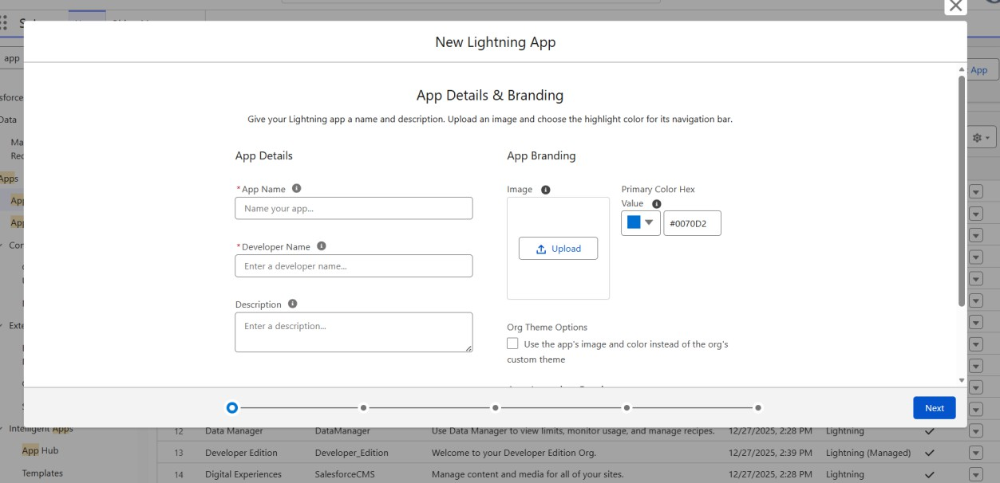 New Lightning App
app
App
App Details & Branding
sforce
Give your Lightning app a name and description. Upload an image and choose the highlight color for its navigation bar.
Data
App Details
App Branding
Apps
*App Name
Image
Primary Color Hex
Value
App
Name your app...
#0070D2
App
*Developer Name
Upload
Enter a developer name...
Description
Enter a description...
Org Theme Options
Use the app's image and color instead of the org's
custom theme
Next
Intelligent Apps
12 Data Manager DataManager Use Data Manager to view limits, monitor usage, and manage recipes. 12/27/2025, 2:28 PM Lightning
App Hub
13 Developer Edition Developer_Edition Welcome to your Developer Edition Org. 12/27/2025, 2:39 PM Lightning (Managed)
Templates
14 Digital Experiences SalesforceCMS Manage content and media for all of your sites. 12/27/2025, 2:28 PM Lightning